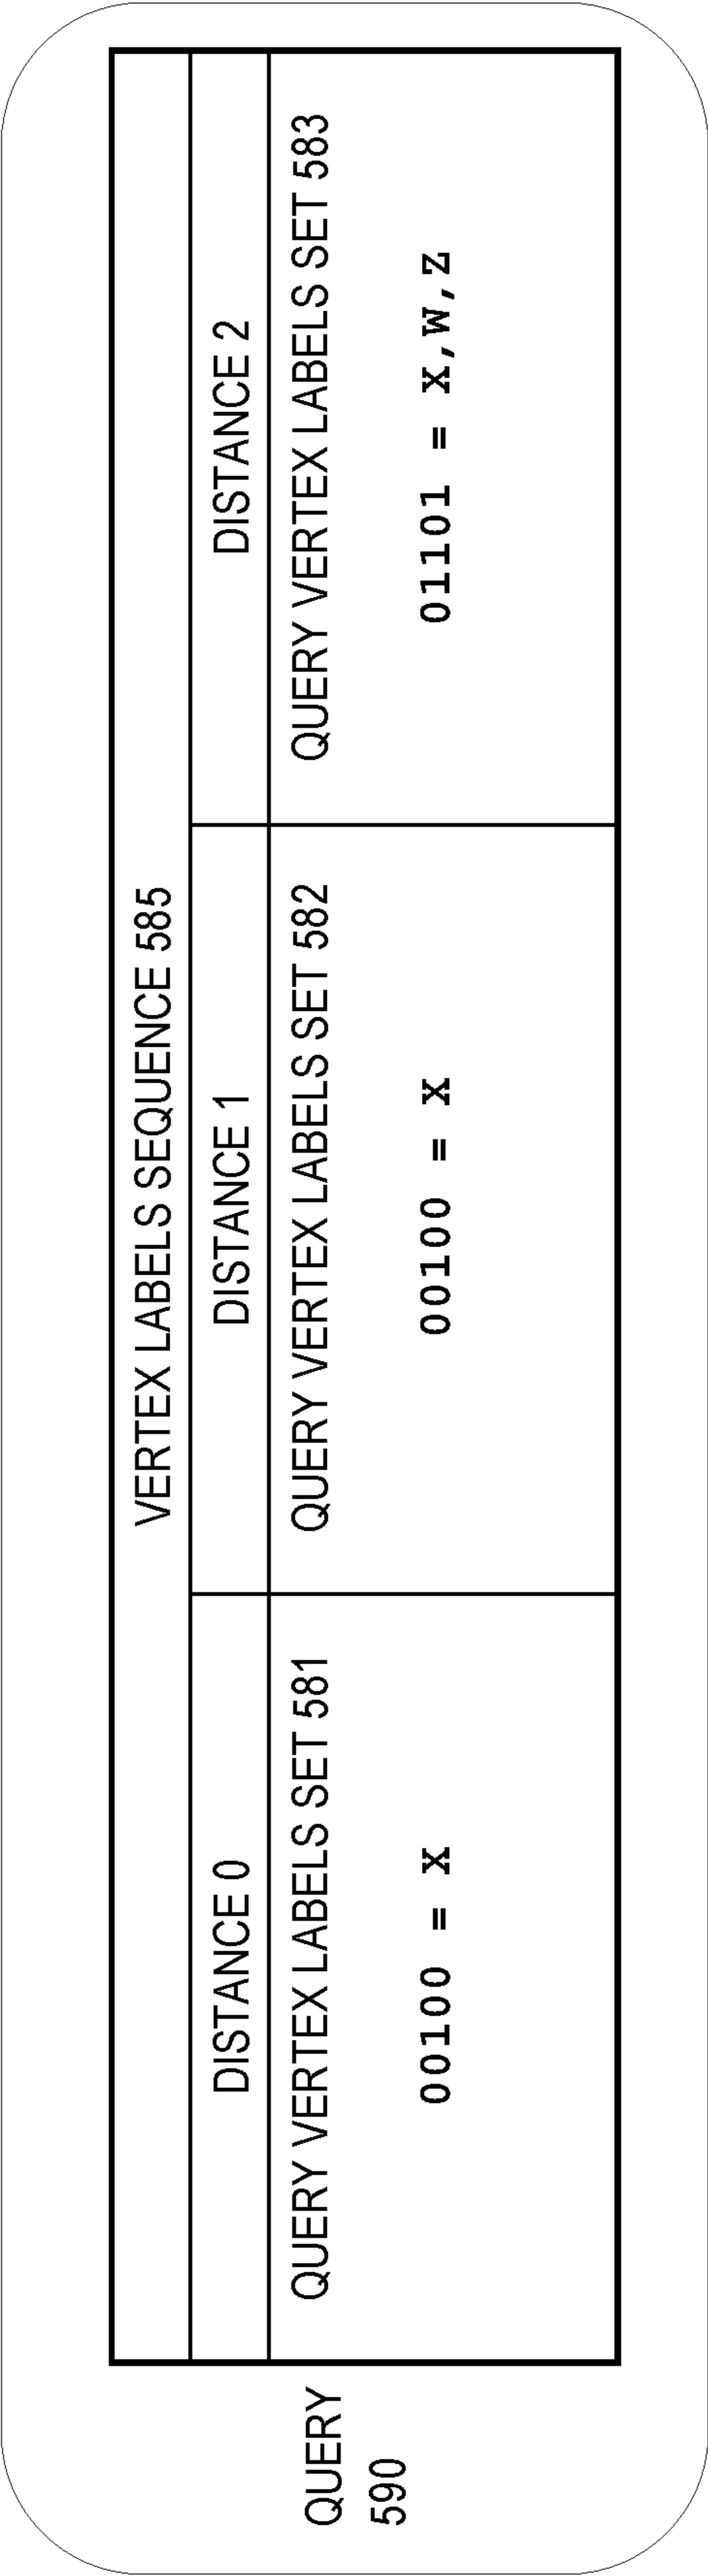 VERTEX LABELS SEQUENCE 585
DISTANCE 0
DISTANCE 1
DISTANCE 2
QUERY
590
QUERY VERTEX LABELS SET 581
00100 = X
QUERY VERTEX LABELS SET 582
00100 = X
QUERY VERTEX LABELS SET 583
01101 = X,W,Z